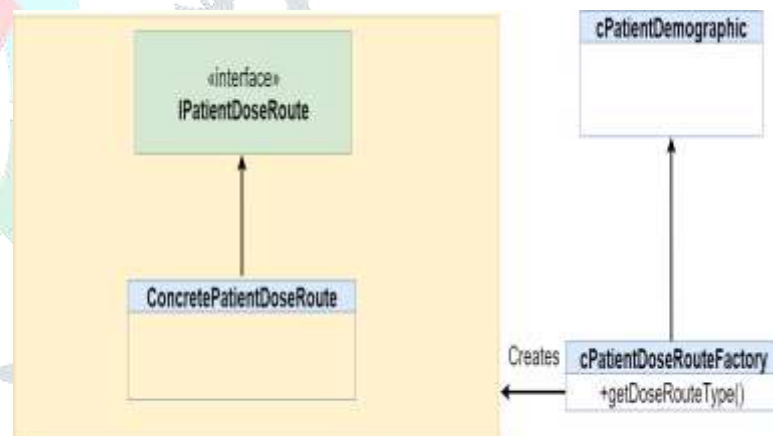 cPatientDemographic
«interface»
IPatientDoseRoute
ConcretePatientDoseRoute
Creates
cPatientDoseRouteFactory
+getDoseRouteType()